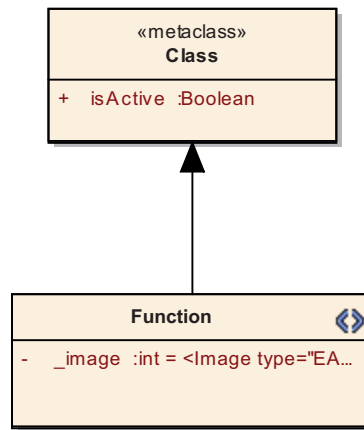 «metaclass»
Class
+ isActive :Boolean
Function
- _image :int = <Image type="EA...